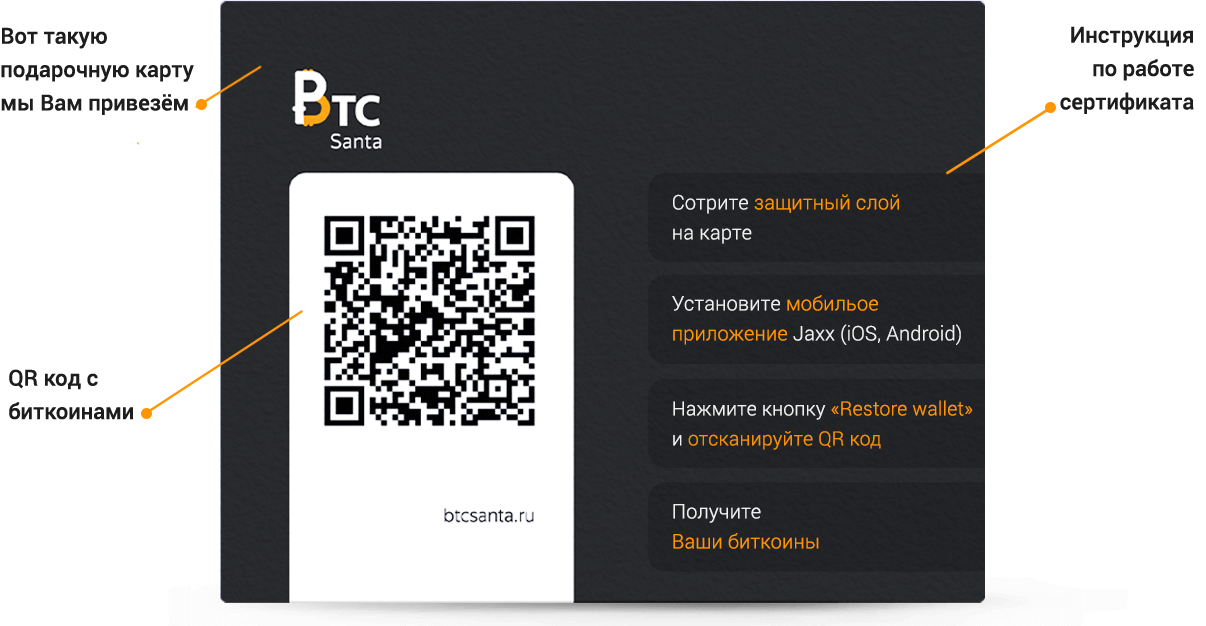 Вот такую
подарочную карту
мы Вам привезём
Инструкция
по работе
сертификата
BTC
Santa
Сотрите защитный слой
на карте
Установите мобильое
приложение Jaxx (iOS, Android)
QR код с
биткоинами
Нажмите кнопку «Restore wallet»
и отсканируйте QR код
btcsanta.ru
Получите
Ваши биткоины